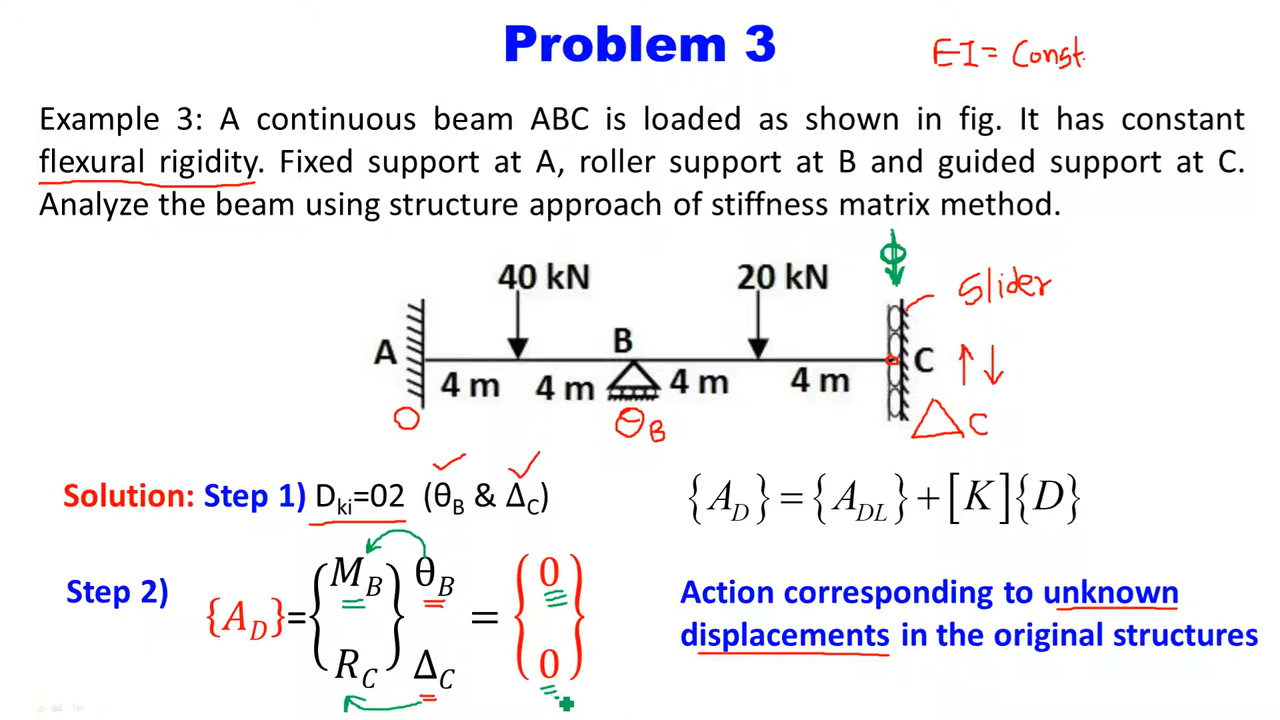 Problem 3
EI = Const.
Example 3: A continuous beam ABC is loaded as shown in fig. It has constant
flexural rigidity. Fixed support at A, roller support at B and guided support at C.
Analyze the beam using structure approach of stiffness matrix method.
40 kN 20 kN Slider
A B C
4 m 4 m 4 m 4 m
O θB ΔC
Solution: Step 1) Dki=02 (θB & ΔC)
{AD} = {ADL} + [K]{D}
Step 2) {AD}= {MB RC} θB ΔC = {0 0}
Action corresponding to unknown
displacements in the original structures